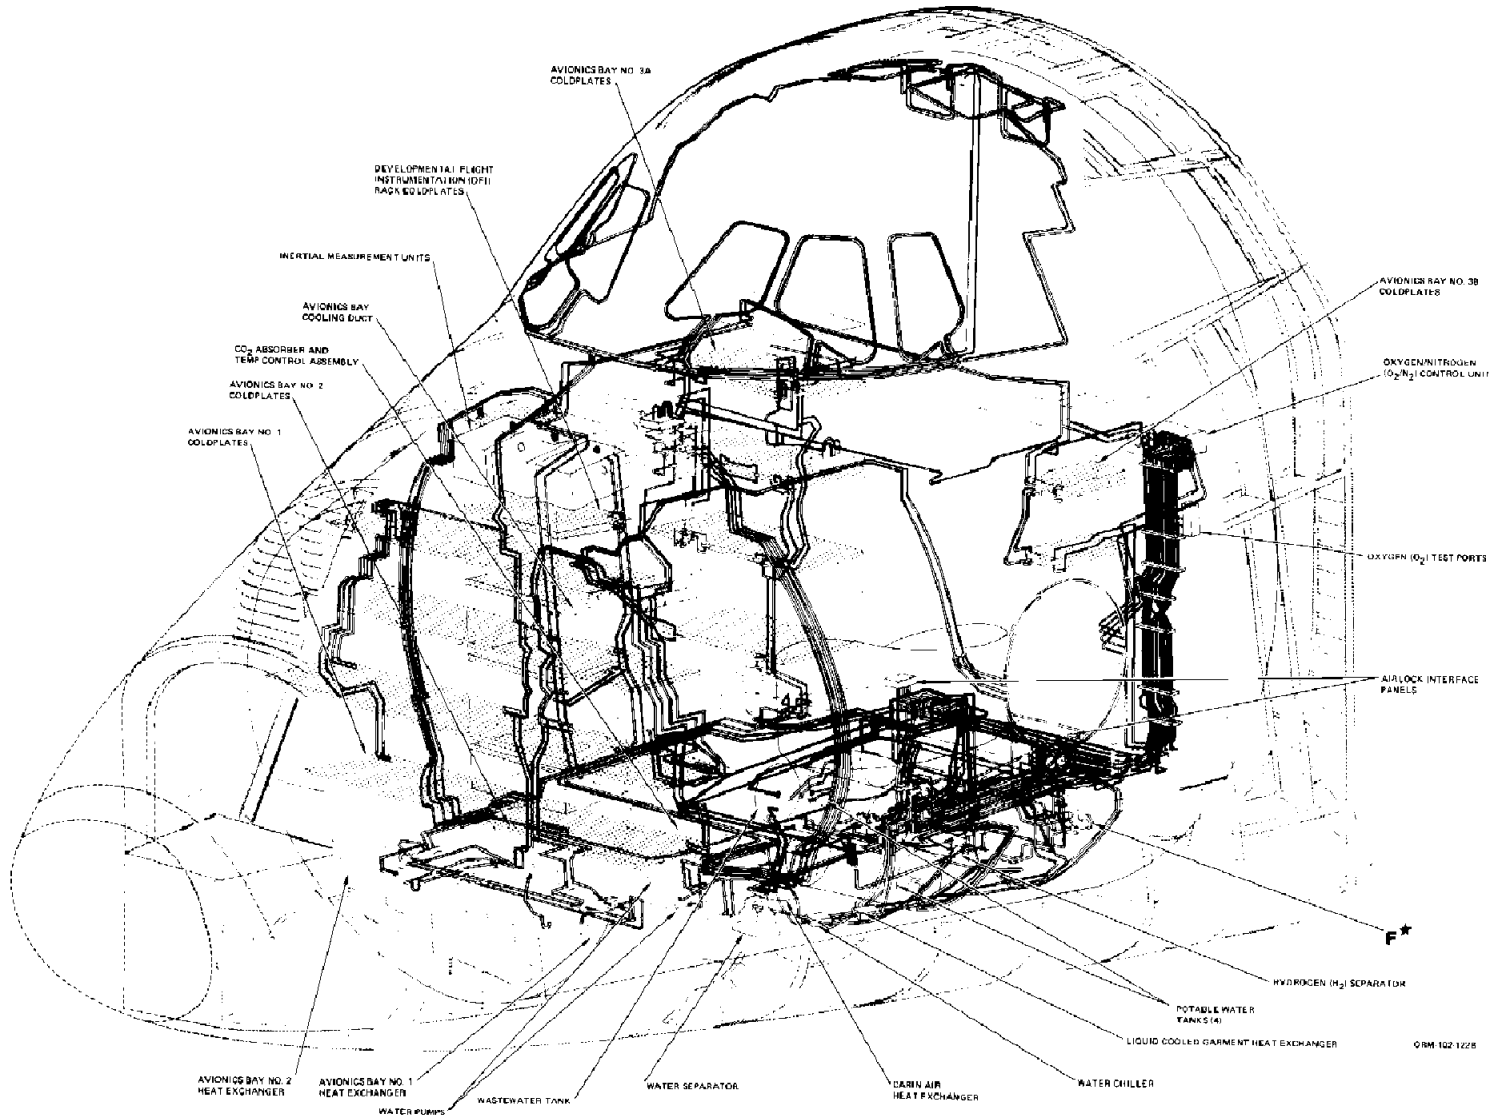 AVIONICS BAY NO. 3A
COLDPLATES
DEVELOPMENTAL FLIGHT
INSTRUMENTATION (DFI)
RACK COLDPLATES
INERTIAL MEASUREMENT UNITS
AVIONICS BAY
COOLING DUCT
CO2 ABSORBER AND
TEMP CONTROL ASSEMBLY
AVIONICS BAY NO. 2
COLDPLATES
AVIONICS BAY NO. 1
COLDPLATES
AVIONICS BAY NO. 3B
COLDPLATES
OXYGEN/NITROGEN
(O2/N2) CONTROL UNIT
OXYGEN (O2) TEST PORTS
AIRLOCK INTERFACE
PANELS
F★
HYDROGEN (H2) SEPARATOR
POTABLE WATER
TANKS (4)
LIQUID COOLED GARMENT HEAT EXCHANGER
WATER CHILLER
CABIN AIR
HEAT EXCHANGER
WATER SEPARATOR
WASTEWATER TANK
WATER PUMPS
AVIONICS BAY NO. 1
HEAT EXCHANGER
AVIONICS BAY NO. 2
HEAT EXCHANGER
ORM-102-122B